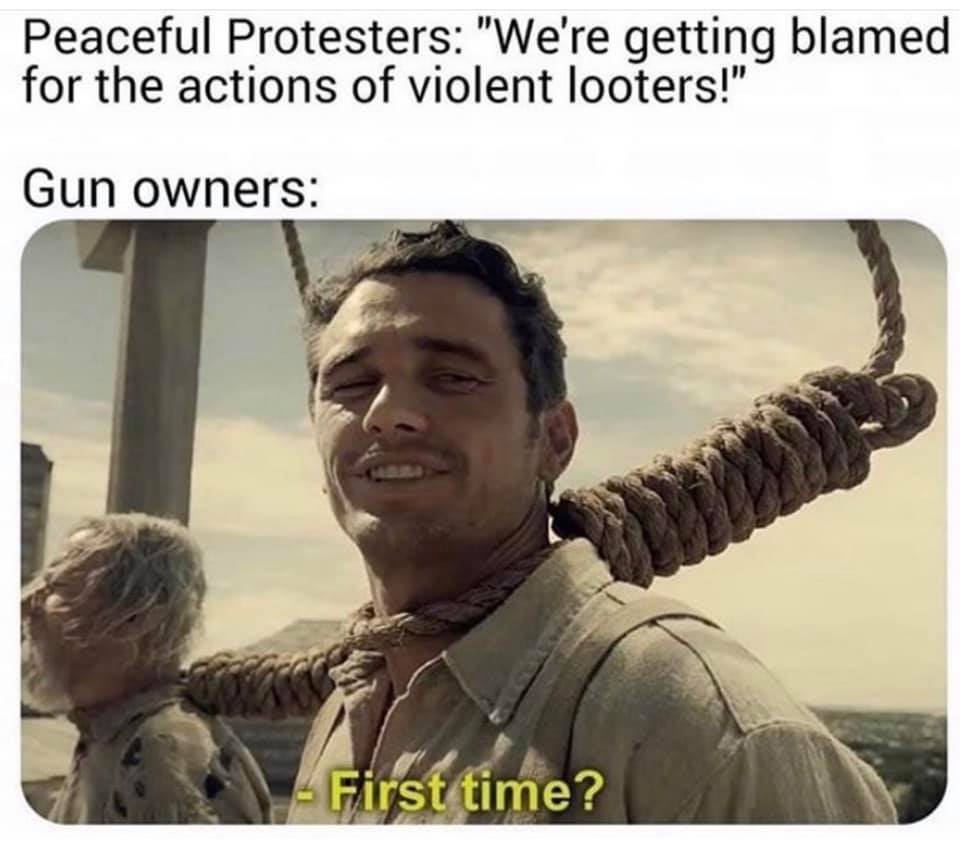 Peaceful Protesters: "We're getting blamed
for the actions of violent looters!"
Gun owners:
- First time?